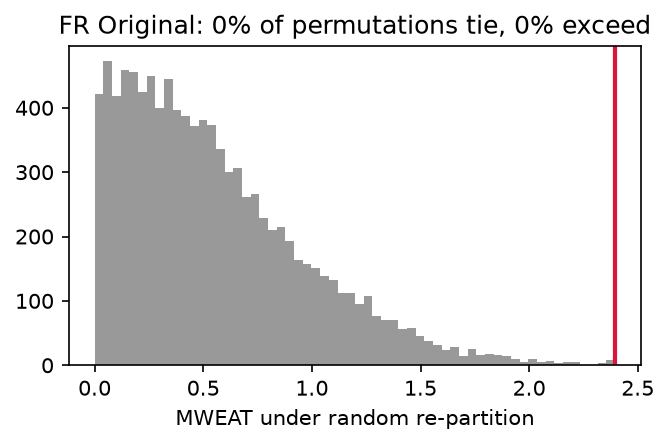 FR Original: 0% of permutations tie, 0% exceed
400
300
200
100
0
0.0 0.5 1.0 1.5 2.0 2.5
MWEAT under random re-partition